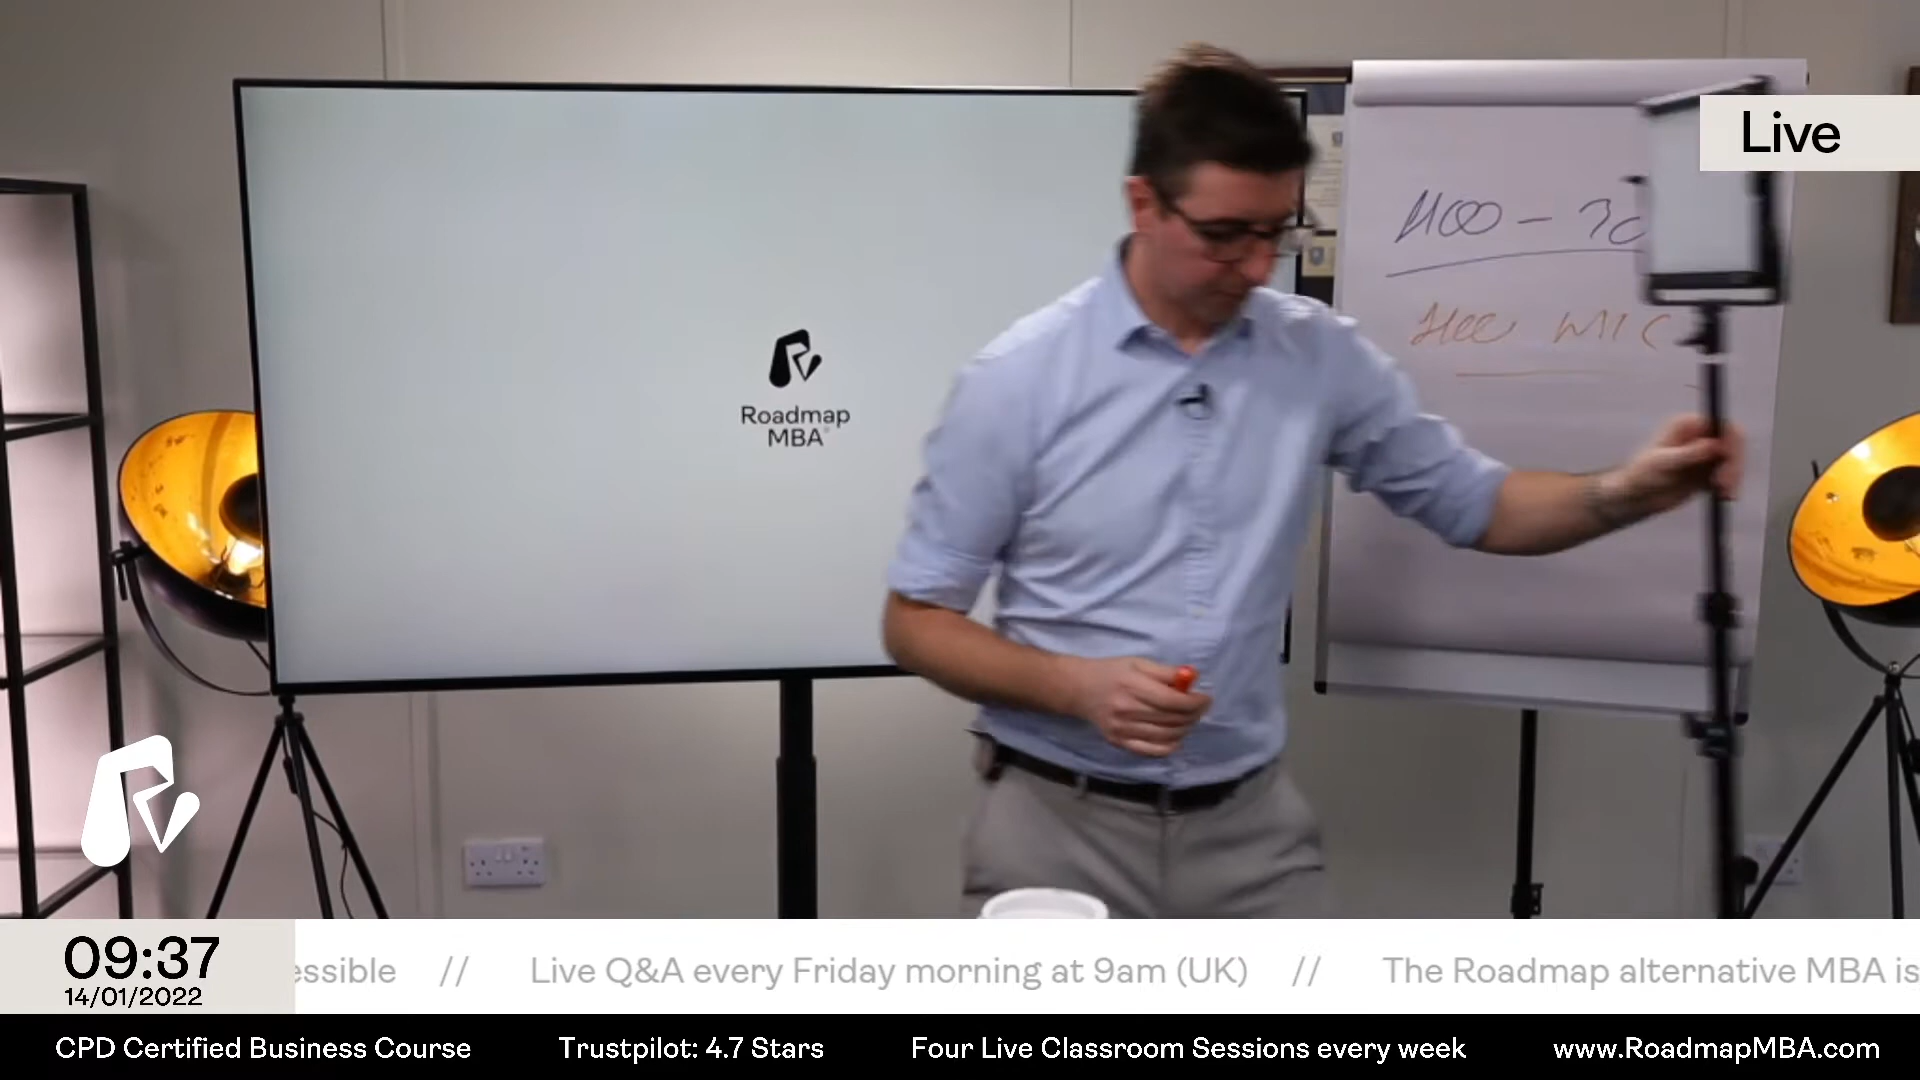 Live
Roadmap
MBA
09:37
14/01/2022
essible // Live Q&A every Friday morning at 9am (UK) // The Roadmap alternative MBA is
CPD Certified Business Course Trustpilot: 4.7 Stars Four Live Classroom Sessions every week www.RoadmapMBA.com